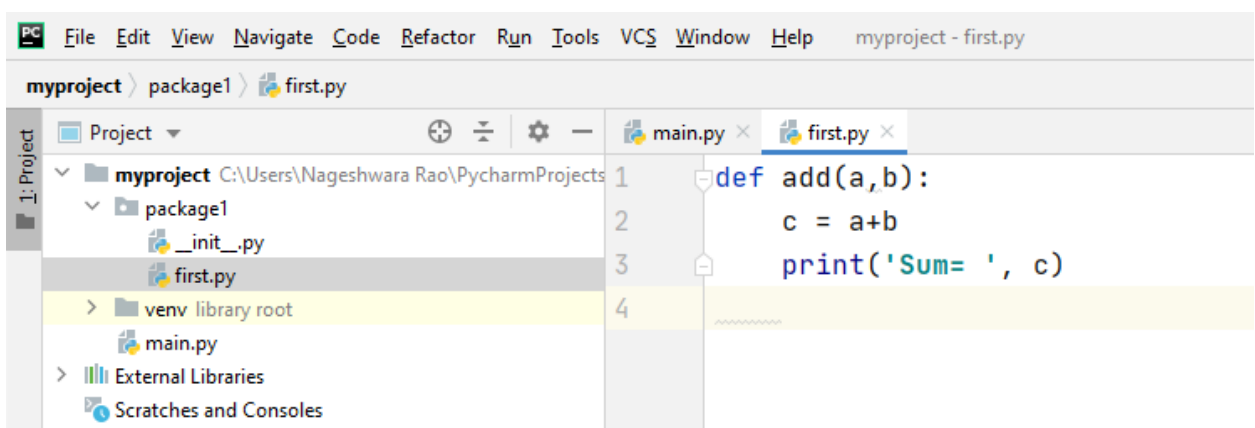 PC File Edit View Navigate Code Refactor Run Tools VCS Window Help myproject - first.py
myproject package1 first.py
1: Project
Project
main.py first.py
myproject C:\Users\Nageshwara Rao\PycharmProjects
package1
__init__.py
first.py
venv library root
main.py
External Libraries
Scratches and Consoles
1 def add(a,b):
2 c = a+b
3 print('Sum= ', c)
4